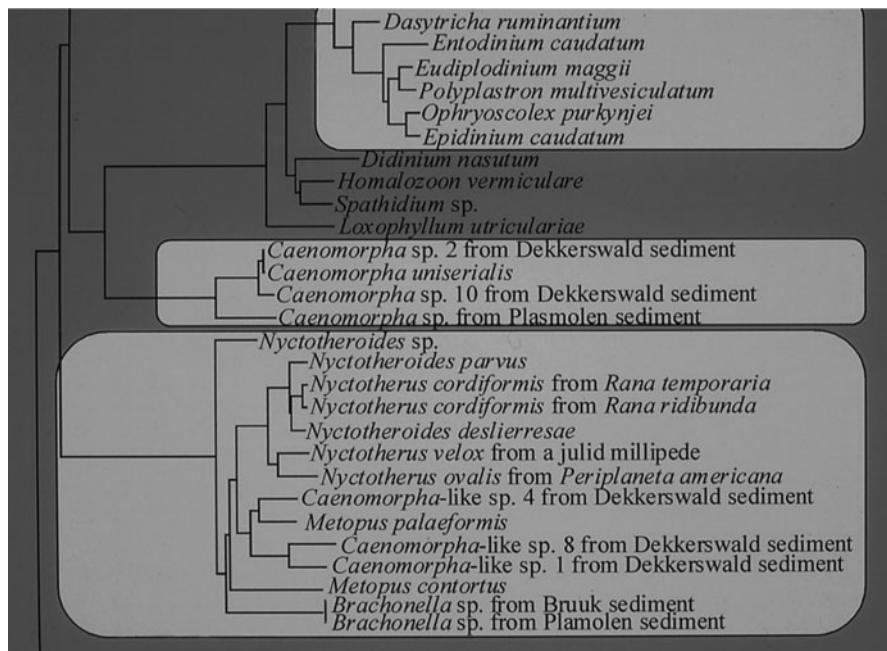 Dasytricha ruminantium
Entodinium caudatum
Eudiplodinium maggii
Polyplastron multivesiculatum
Ophryoscolex purkynjei
Epidinium caudatum
Didinium nasutum
Homalozoon vermiculare
Spathidium sp.
Loxophyllum utriculariae
Caenomorpha sp. 2 from Dekkerswald sediment
Caenomorpha uniserialis
Caenomorpha sp. 10 from Dekkerswald sediment
Caenomorpha sp. from Plasmolen sediment
Nyctotheroides sp.
Nyctotheroides parvus
Nyctotherus cordiformis from Rana temporaria
Nyctotherus cordiformis from Rana ridibunda
Nyctotheroides deslierresae
Nyctotherus velox from a julid millipede
Nyctotherus ovalis from Periplaneta americana
Caenomorpha-like sp. 4 from Dekkerswald sediment
Metopus palaeformis
Caenomorpha-like sp. 8 from Dekkerswald sediment
Caenomorpha-like sp. 1 from Dekkerswald sediment
Metopus contortus
Brachonella sp. from Bruuk sediment
Brachonella sp. from Plamolen sediment